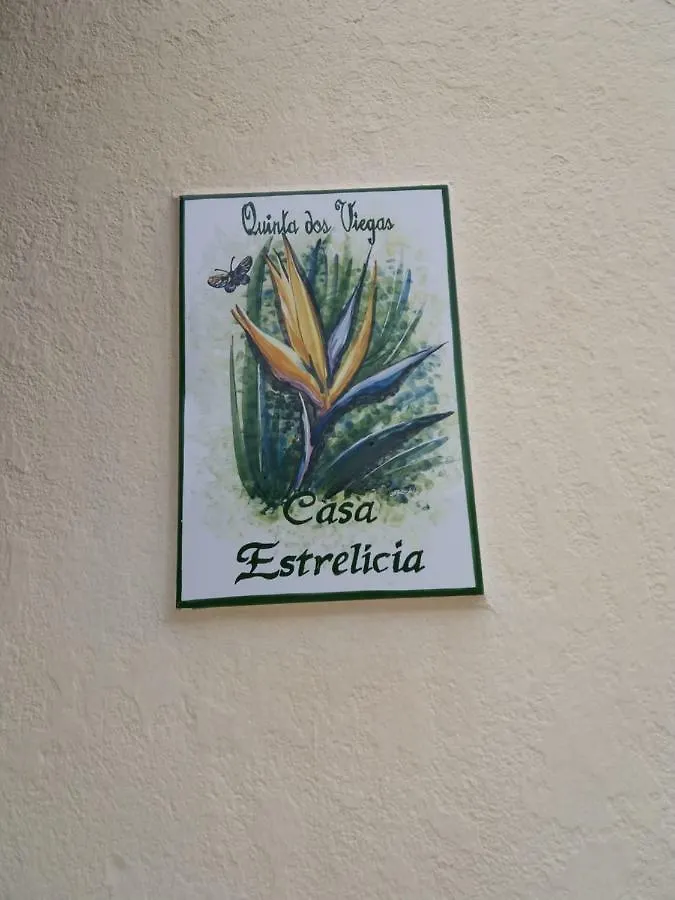 Quinta dos Viegas
Casa
Estrelicia